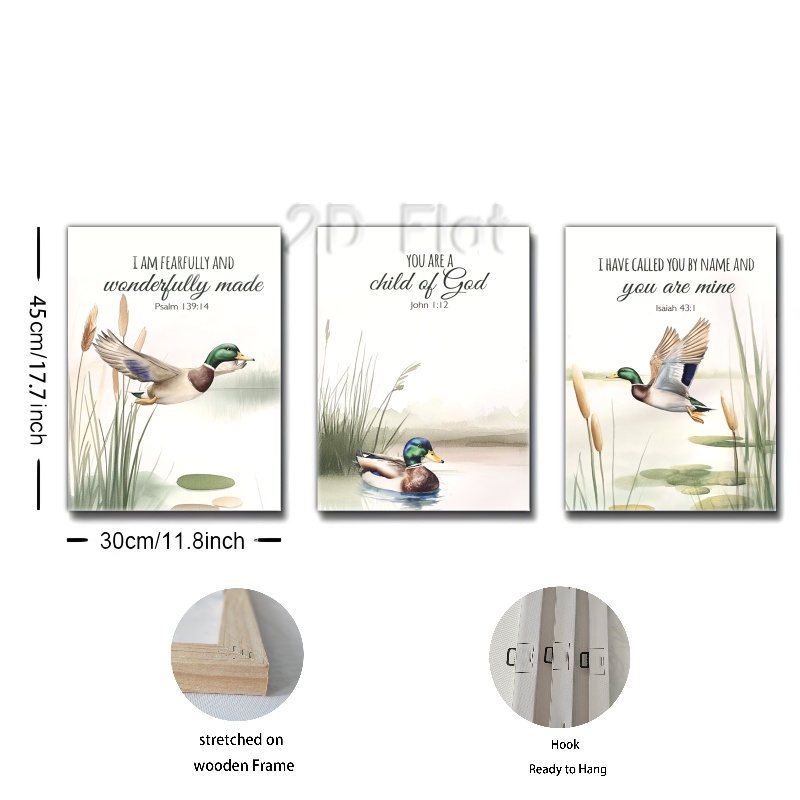 2D Flat
I AM FEARFULLY AND
wonderfully made
Psalm 139:14
YOU ARE A
child of God
John 1:12
I HAVE CALLED YOU BY NAME AND
you are mine
Isaiah 43:1
45cm/17.7inch
30cm/11.8inch
stretched on
wooden Frame
Hook
Ready to Hang